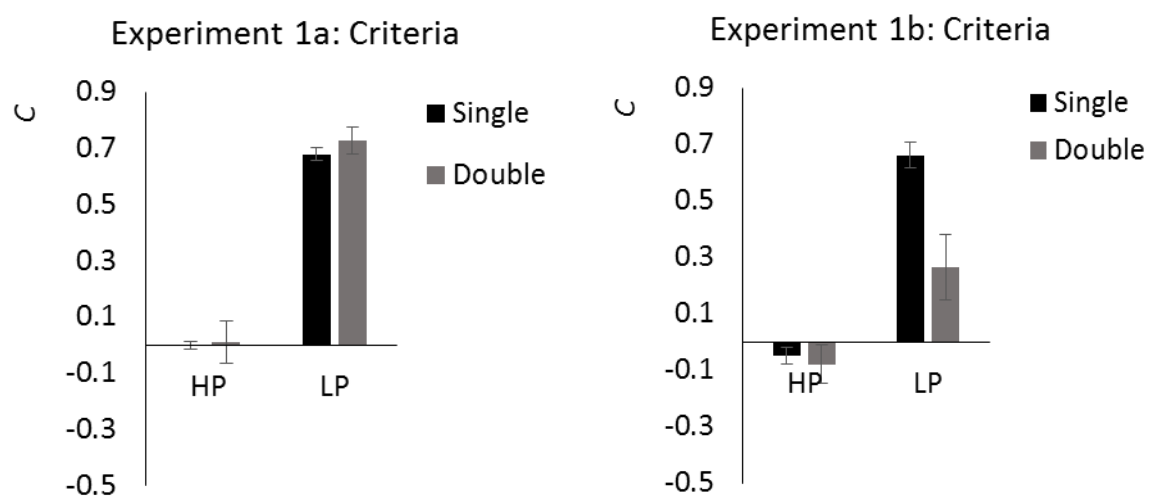 Experiment 1a: Criteria
C
0.9
0.7
0.5
0.3
0.1
-0.1
-0.3
-0.5
HP
LP
Single
Double
Experiment 1b: Criteria
C
0.9
0.7
0.5
0.3
0.1
-0.1
-0.3
-0.5
HP
LP
Single
Double